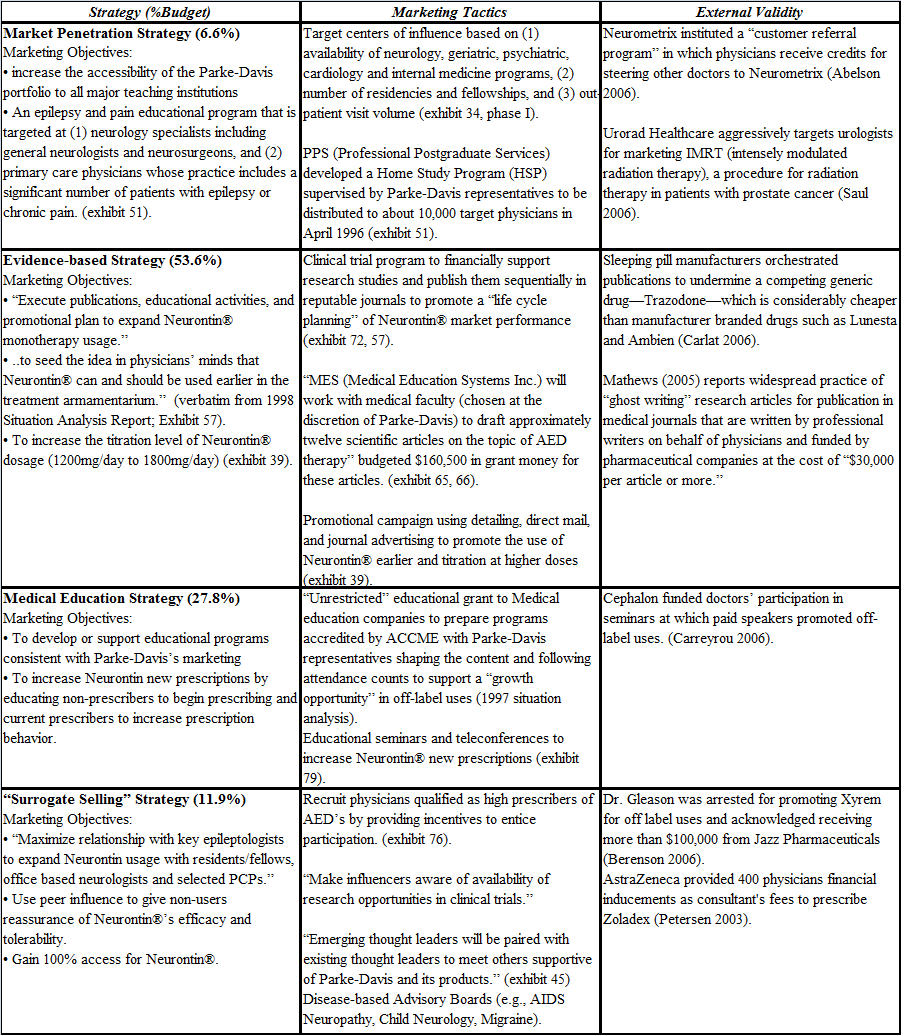 Strategy (%Budget)
Marketing Tactics
External Validity
Market Penetration Strategy (6.6%)
Marketing Objectives:
• increase the accessibility of the Parke-Davis
portfolio to all major teaching institutions
• An epilepsy and pain educational program that is
targeted at (1) neurology specialists including
general neurologists and neurosurgeons, and (2)
primary care physicians whose practice includes a
significant number of patients with epilepsy or
chronic pain. (exhibit 51).
Target centers of influence based on (1)
availability of neurology, geriatric, psychiatric,
cardiology and internal medicine programs, (2)
number of residencies and fellowships, and (3) out-
patient visit volume (exhibit 34, phase I).
PPS (Professional Postgraduate Services)
developed a Home Study Program (HSP)
supervised by Parke-Davis representatives to be
distributed to about 10,000 target physicians in
April 1996 (exhibit 51).
Neurometrix instituted a “customer referral
program” in which physicians receive credits for
steering other doctors to Neurometrix (Abelson
2006).
Urorad Healthcare aggressively targets urologists
for marketing IMRT (intensely modulated
radiation therapy), a procedure for radiation
therapy in patients with prostate cancer (Saul
2006).
Evidence-based Strategy (53.6%)
Marketing Objectives:
• “Execute publications, educational activities, and
promotional plan to expand Neurontin®
monotherapy usage.”
• ..to seed the idea in physicians’ minds that
Neurontin® can and should be used earlier in the
treatment armamentarium.”  (verbatim from 1998
Situation Analysis Report; Exhibit 57).
• To increase the titration level of Neurontin®
dosage (1200mg/day to 1800mg/day) (exhibit 39).
Clinical trial program to financially support
research studies and publish them sequentially in
reputable journals to promote a “life cycle
planning” of Neurontin® market performance
(exhibit 72, 57).
“MES (Medical Education Systems Inc.) will
work with medical faculty (chosen at the
discretion of Parke-Davis) to draft approximately
twelve scientific articles on the topic of AED
therapy” budgeted $160,500 in grant money for
these articles. (exhibit 65, 66).
Promotional campaign using detailing, direct mail,
and journal advertising to promote the use of
Neurontin® earlier and titration at higher doses
(exhibit 39).
Sleeping pill manufacturers orchestrated
publications to undermine a competing generic
drug—Trazodone—which is considerably cheaper
than manufacturer branded drugs such as Lunesta
and Ambien (Carlat 2006).
Mathews (2005) reports widespread practice of
“ghost writing” research articles for publication in
medical journals that are written by professional
writers on behalf of physicians and funded by
pharmaceutical companies at the cost of “$30,000
per article or more.”
Medical Education Strategy (27.8%)
Marketing Objectives:
• To develop or support educational programs
consistent with Parke-Davis’s marketing
• To increase Neurontin new prescriptions by
educating non-prescribers to begin prescribing and
current prescribers to increase prescription
behavior.
“Unrestricted” educational grant to Medical
education companies to prepare programs
accredited by ACCME with Parke-Davis
representatives shaping the content and following
attendance counts to support a “growth
opportunity” in off-label uses (1997 situation
analysis).
Educational seminars and teleconferences to
increase Neurontin® new prescriptions (exhibit
79).
Cephalon funded doctors’ participation in
seminars at which paid speakers promoted off-
label uses. (Carreyrou 2006).
“Surrogate Selling” Strategy (11.9%)
Marketing Objectives:
• “Maximize relationship with key epileptologists
to expand Neurontin usage with residents/fellows,
office based neurologists and selected PCPs.”
• Use peer influence to give non-users
reassurance of Neurontin®’s efficacy and
tolerability.
• Gain 100% access for Neurontin®.
Recruit physicians qualified as high prescribers of
AED’s by providing incentives to entice
participation. (exhibit 76).
“Make influencers aware of availability of
research opportunities in clinical trials.”
“Emerging thought leaders will be paired with
existing thought leaders to meet others supportive
of Parke-Davis and its products.” (exhibit 45)
Disease-based Advisory Boards (e.g., AIDS
Neuropathy, Child Neurology, Migraine).
Dr. Gleason was arrested for promoting Xyrem
for off label uses and acknowledged receiving
more than $100,000 from Jazz Pharmaceuticals
(Berenson 2006).
AstraZeneca provided 400 physicians financial
inducements as consultant's fees to prescribe
Zoladex (Petersen 2003).